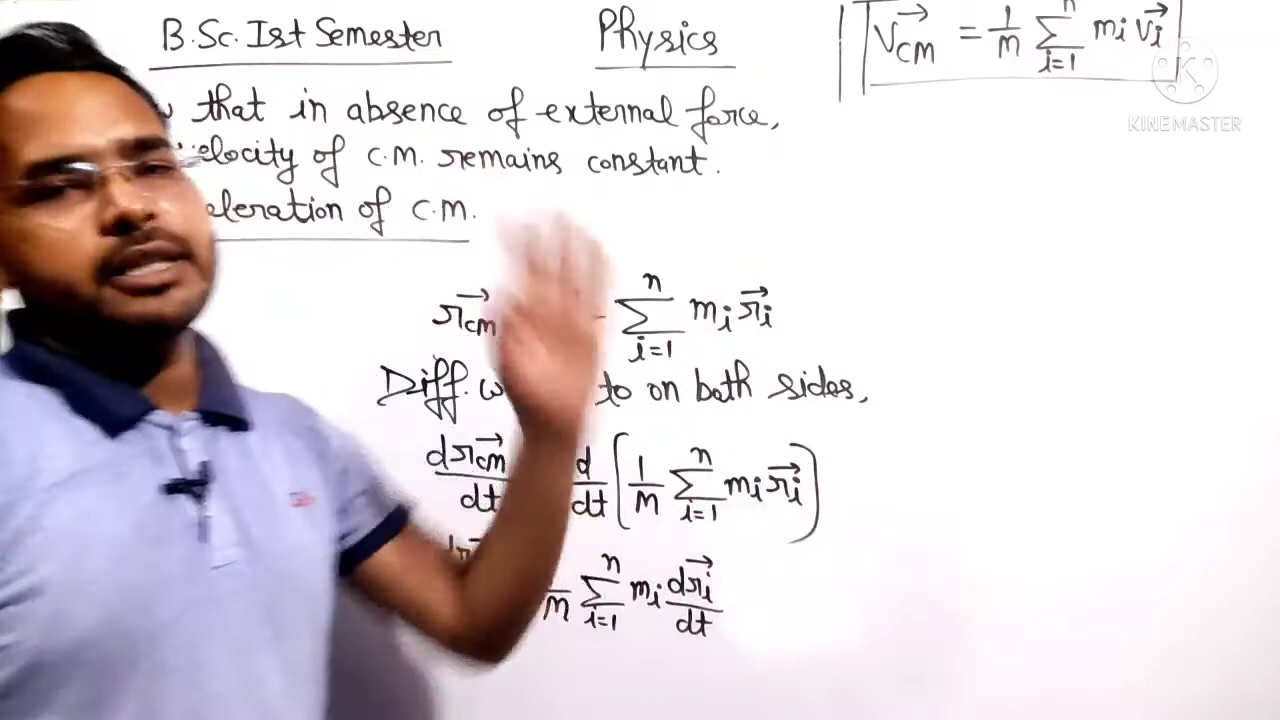 B.Sc. Ist Semester
Physics
that in absence of external force,
velocity of C.M. remains constant.
eleration of C.M.
r⃗cm Σ_{i=1}^{n} mᵢ r⃗ᵢ
Diff. w to on both sides,
dr⃗cm/dt d/dt (1/M Σ_{i=1}^{n} mᵢ r⃗ᵢ)
M Σ_{i=1}^{n} mᵢ dr⃗ᵢ/dt
V⃗cm = 1/M Σ_{i=1}^{n} mᵢ v⃗ᵢ
K
KINEMASTER